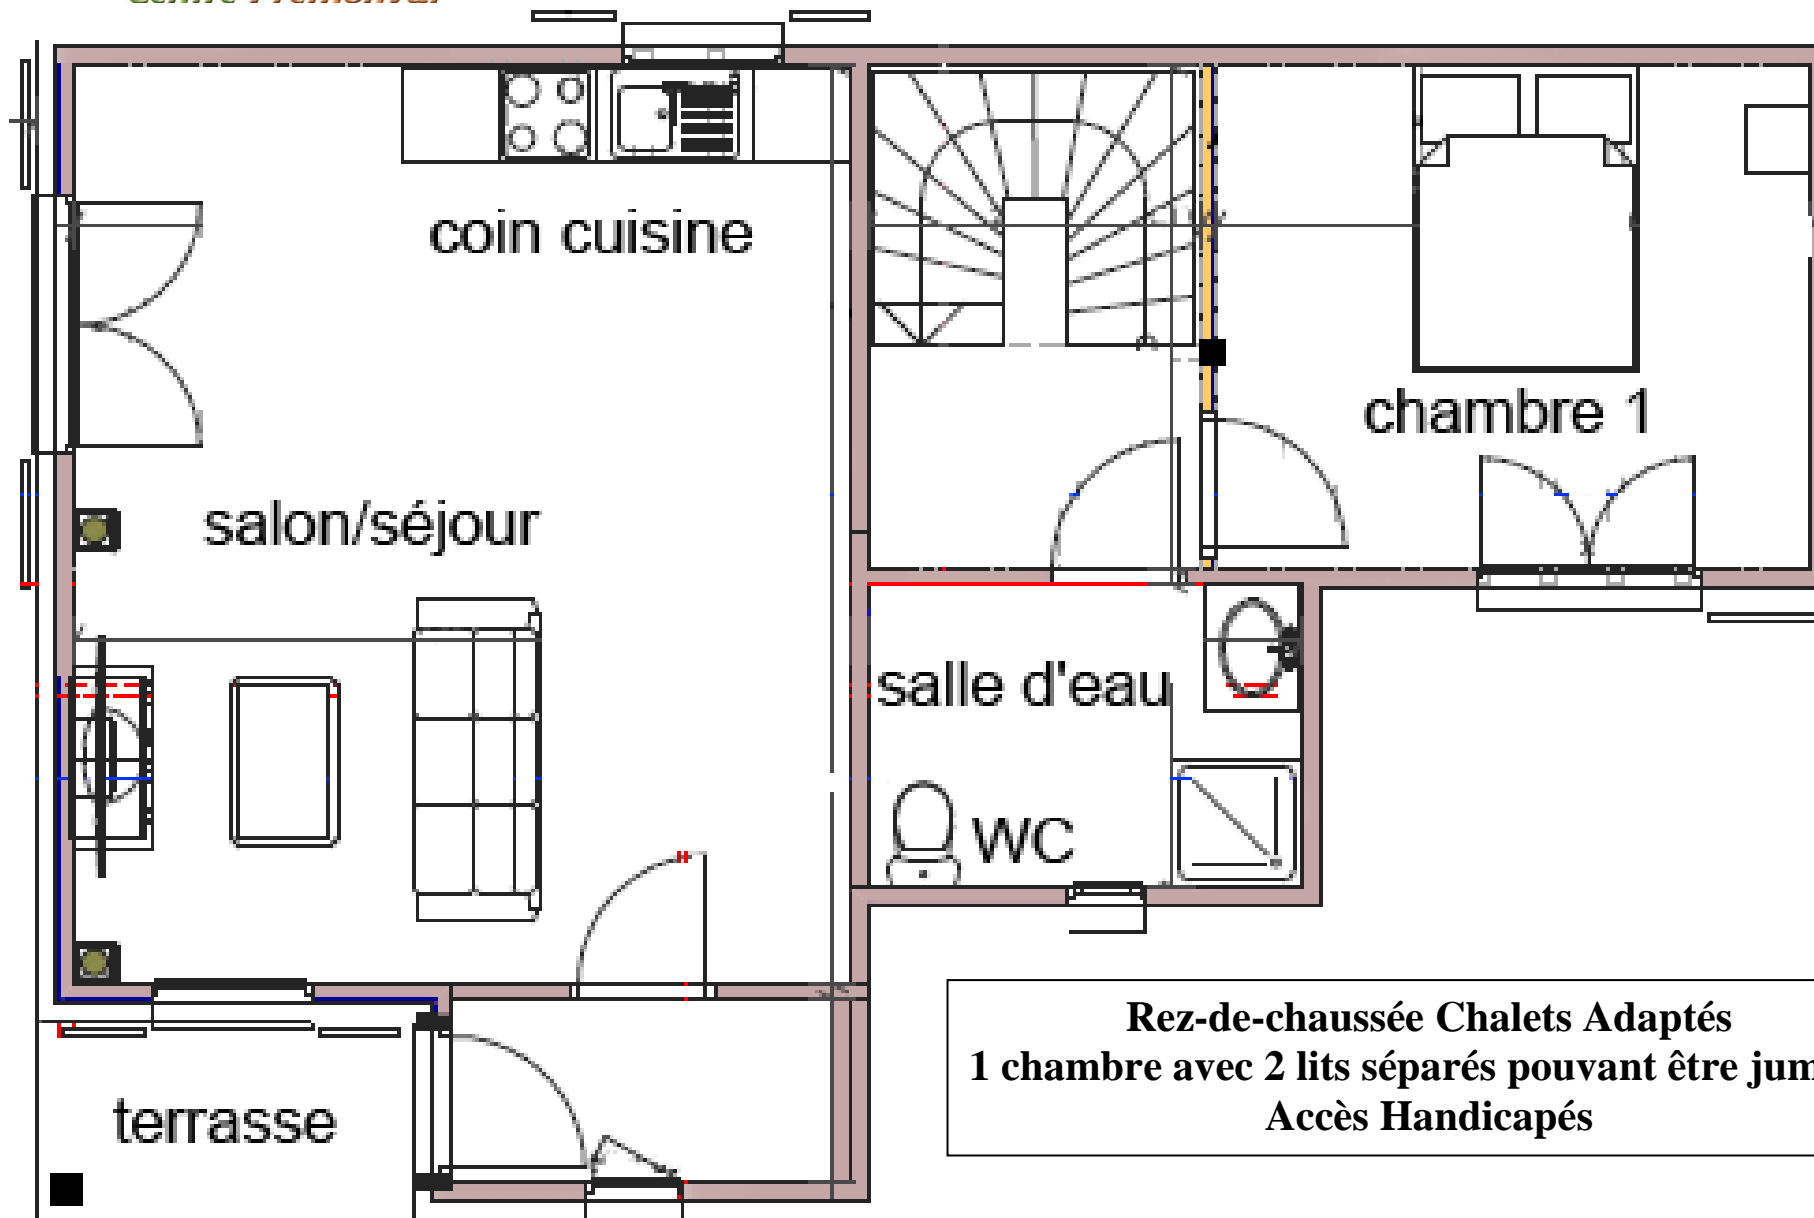 coin cuisine
chambre 1
salon/séjour
salle d'eau
WC
terrasse
Rez-de-chaussée Chalets Adaptés
1 chambre avec 2 lits séparés pouvant être
Accès Handicapés